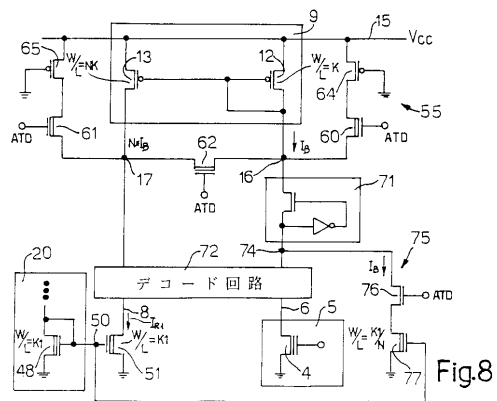 9
15
VCC
65
13
12
W/L=NK
W/L=K
64
55
ATD
61
60
ATD
N*IB
62
IB
17
16
71
ATD
74
75
72
デコード回路
20
8
IR1
6
5
IB
76
ATD
W/L=K1
50
W/L=K1
W/L=K1/N
48
51
4
77
Fig.8